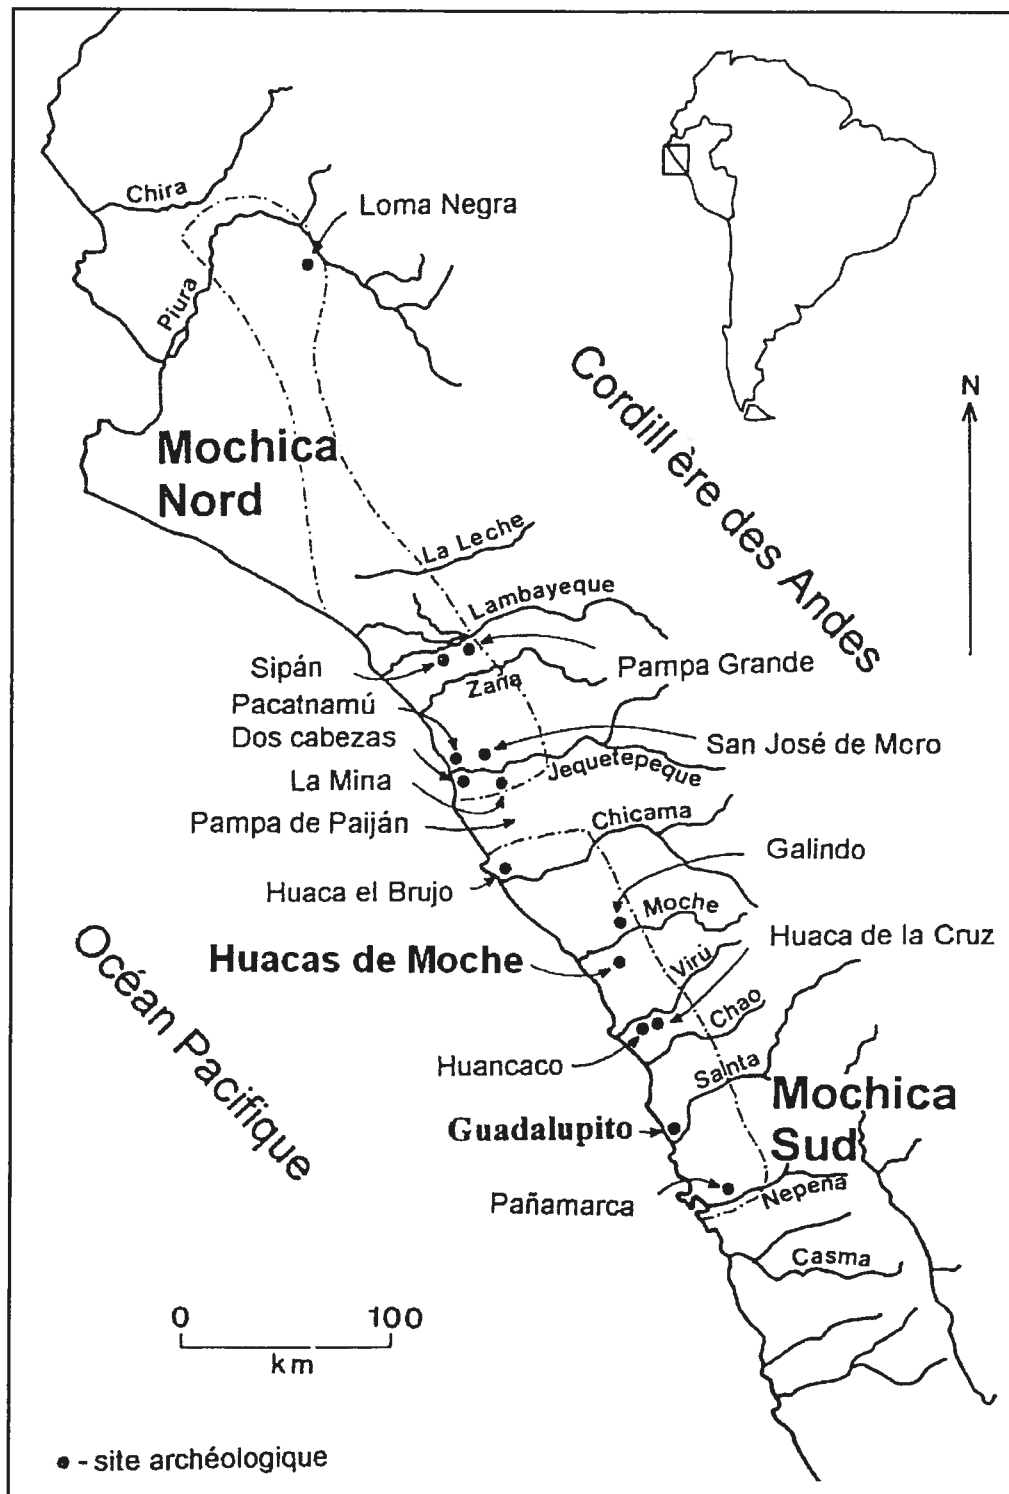 Chira
Loma Negra
Piura
N
Cordill ère des Andes
Mochica
Nord
La Leche
Lambayeque
Sipán
Pampa Grande
Zaña
Pacatnamú
Dos cabezas
San José de Moro
La Mina
Jequetepeque
Pampa de Paiján
Chicama
Galindo
Huaca el Brujo
Moche
Huaca de la Cruz
Océan Pacifique
Huacas de Moche
Virú
Chao
Huancaco
Santa
Mochica
Sud
Guadalupito
Pañamarca
Nepeña
Casma
0 100
km
● - site archéologique